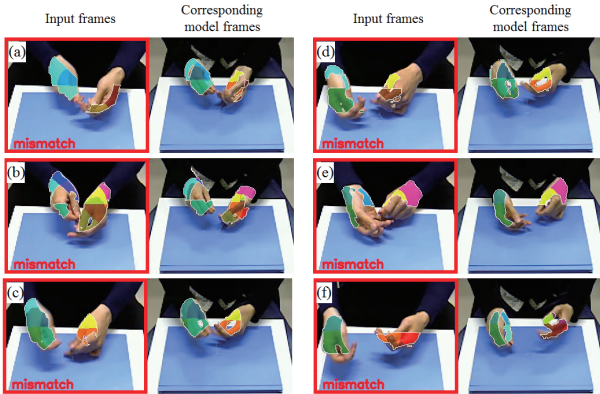 Input frames
Corresponding
model frames
Input frames
Corresponding
model frames
(a)
mismatch
(d)
mismatch
(b)
mismatch
(e)
mismatch
(c)
mismatch
(f)
mismatch